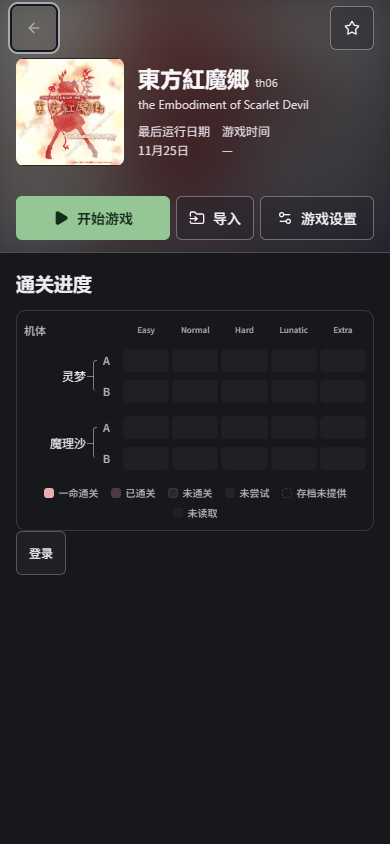 東方紅魔郷 th06
the Embodiment of Scarlet Devil
最后运行日期 游戏时间
11月25日 —
开始游戏 导入 游戏设置
通关进度
机体 Easy Normal Hard Lunatic Extra
灵梦 A
B
魔理沙 A
B
一命通关 已通关 未通关 未尝试 存档未提供
未读取
登录